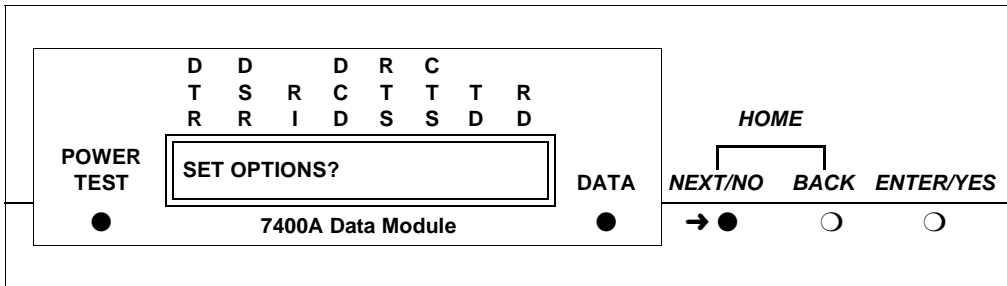 D D D R C
T S R C T T T R
R R I D S S D D
HOME
POWER
TEST
SET OPTIONS?
DATA
NEXT/NO BACK ENTER/YES
7400A Data Module